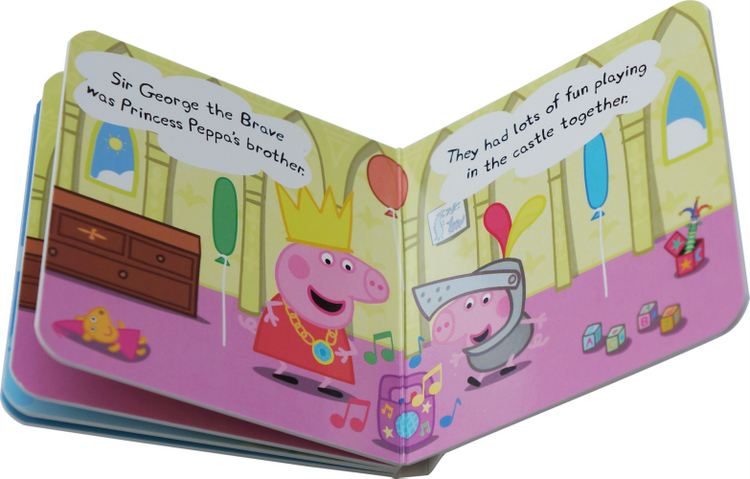 Sir George the Brave
was Princess Peppa's brother.
They had lots of fun playing
in the castle together.
A